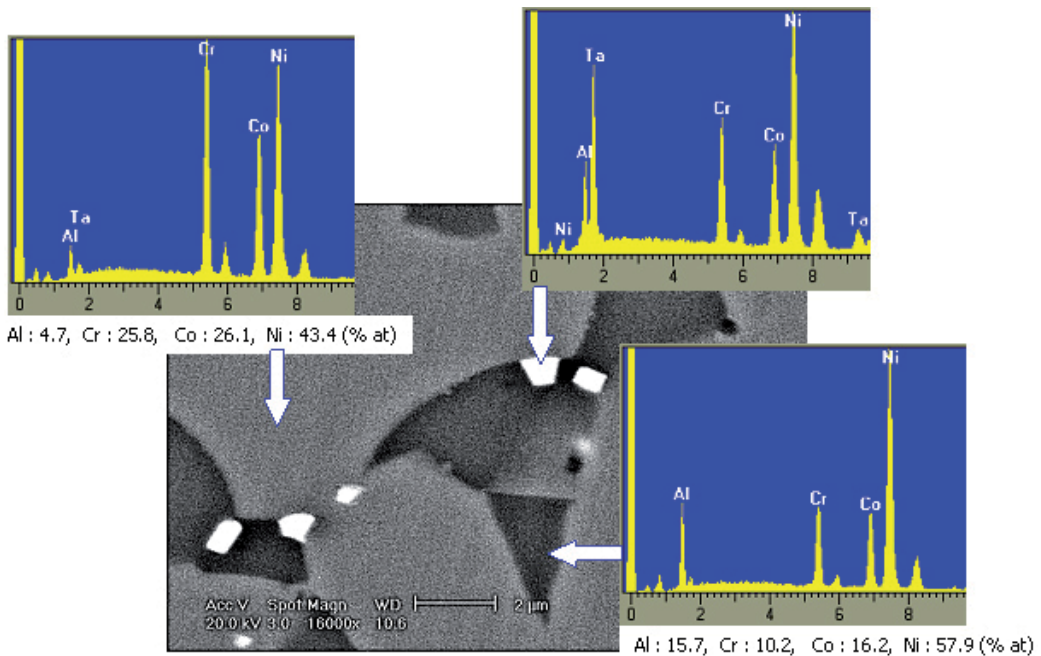 Cr
Ni
Co
Ta
Al
0 2 4 6 8
Al : 4.7, Cr : 25.8, Co : 26.1, Ni : 43.4 (% at)
Ni
Ta
Cr
Co
Al
Ni
Ta
0 2 4 6 8
Ni
Al
Cr
Co
0 2 4 6 8
Al : 15.7, Cr : 10.2, Co : 16.2, Ni : 57.9 (% at)
Acc V Spot Magn WD 2 µm
20.0 kV 3.0 16000x 10.6